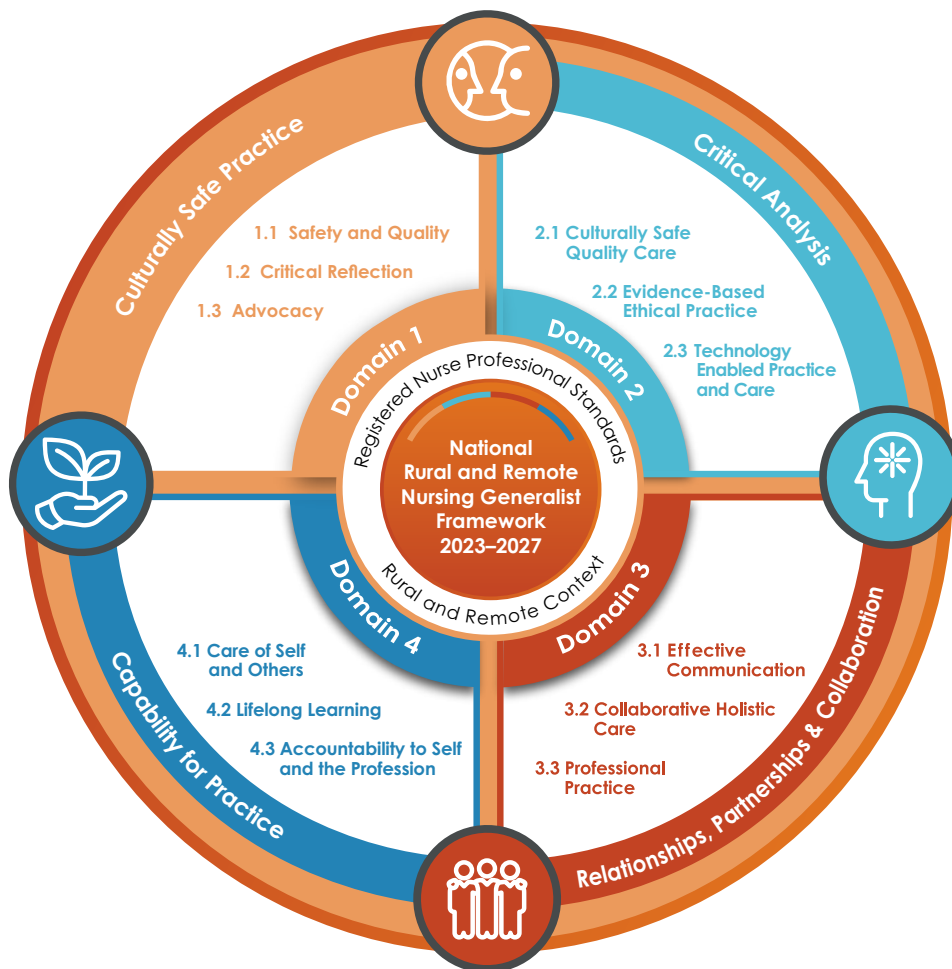 Culturally Safe Practice
1.1 Safety and Quality
1.2 Critical Reflection
1.3 Advocacy
Domain 1
Critical Analysis
2.1 Culturally Safe
Quality Care
2.2 Evidence-Based
Ethical Practice
2.3 Technology
Enabled Practice
and Care
Domain 2
Registered Nurse Professional Standards
National
Rural and Remote
Nursing Generalist
Framework
2023–2027
Rural and Remote Context
Domain 3
3.1 Effective
Communication
3.2 Collaborative Holistic
Care
3.3 Professional
Practice
Relationships, Partnerships & Collaboration
Domain 4
4.1 Care of Self
and Others
4.2 Lifelong Learning
4.3 Accountability to Self
and the Profession
Capability for Practice